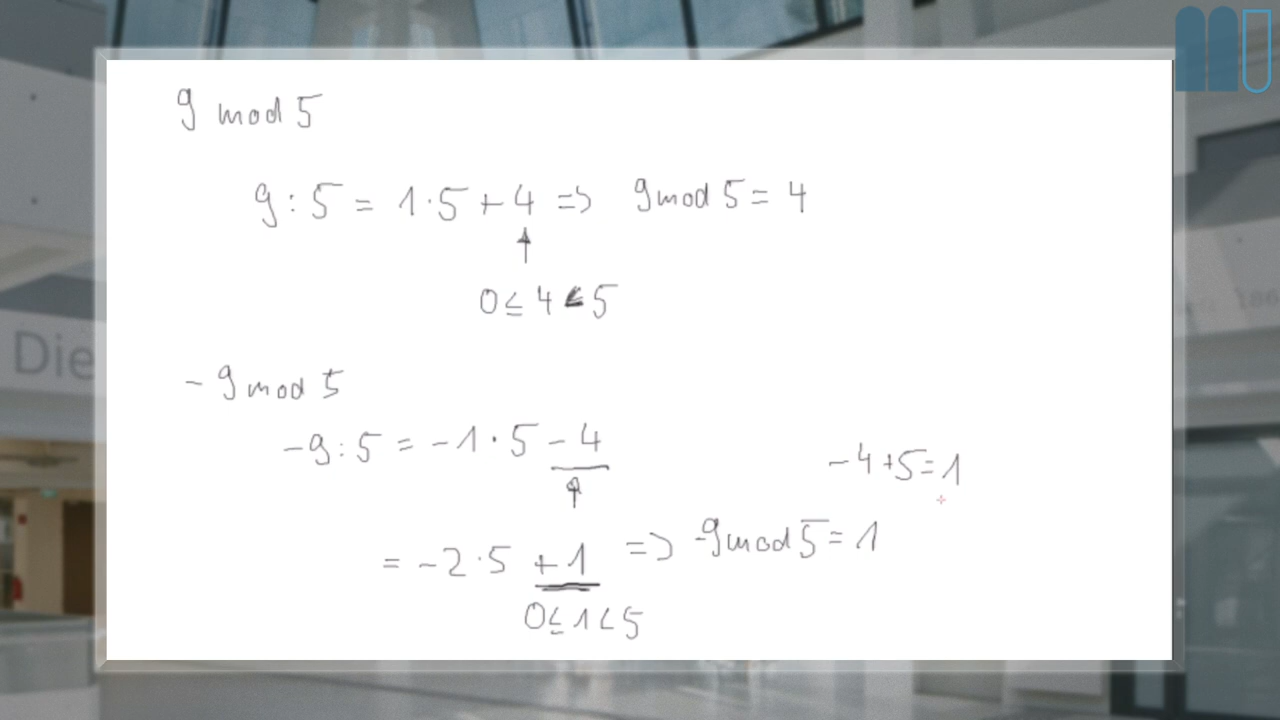 9 mod 5
9 : 5 = 1 · 5 + 4 => 9 mod 5 = 4
↑
0 ≤ 4 < 5
- 9 mod 5
-9 : 5 = -1 · 5 - 4
↑
-4 + 5 = 1
= -2 · 5 + 1 => -9 mod 5 = 1
0 ≤ 1 < 5
Die